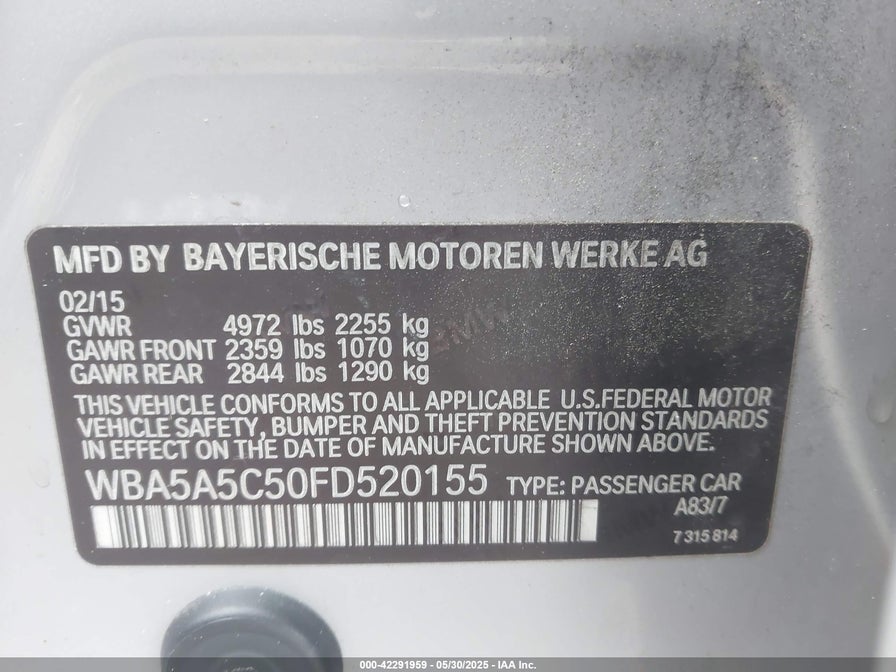 MFD BY BAYERISCHE MOTOREN WERKE AG
02/15
GVWR 4972 lbs 2255 kg
GAWR FRONT 2359 lbs 1070 kg
GAWR REAR 2844 lbs 1290 kg
THIS VEHICLE CONFORMS TO ALL APPLICABLE U.S.FEDERAL MOTOR
VEHICLE SAFETY, BUMPER AND THEFT PREVENTION STANDARDS
IN EFFECT ON THE DATE OF MANUFACTURE SHOWN ABOVE.
WBA5A5C50FD520155 TYPE: PASSENGER CAR
A83/7
7 315 814
000-42291959 - 05/30/2025 - IAA Inc.